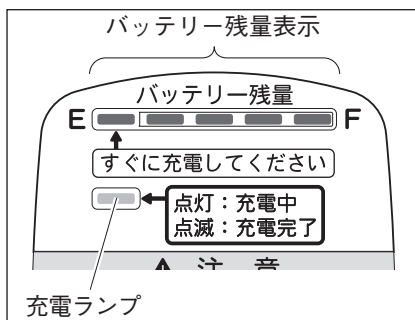 バッテリー残量表示
バッテリー残量
E F
すぐに充電してください
点灯：充電中
点滅：充電完了
注 意
充電ランプ